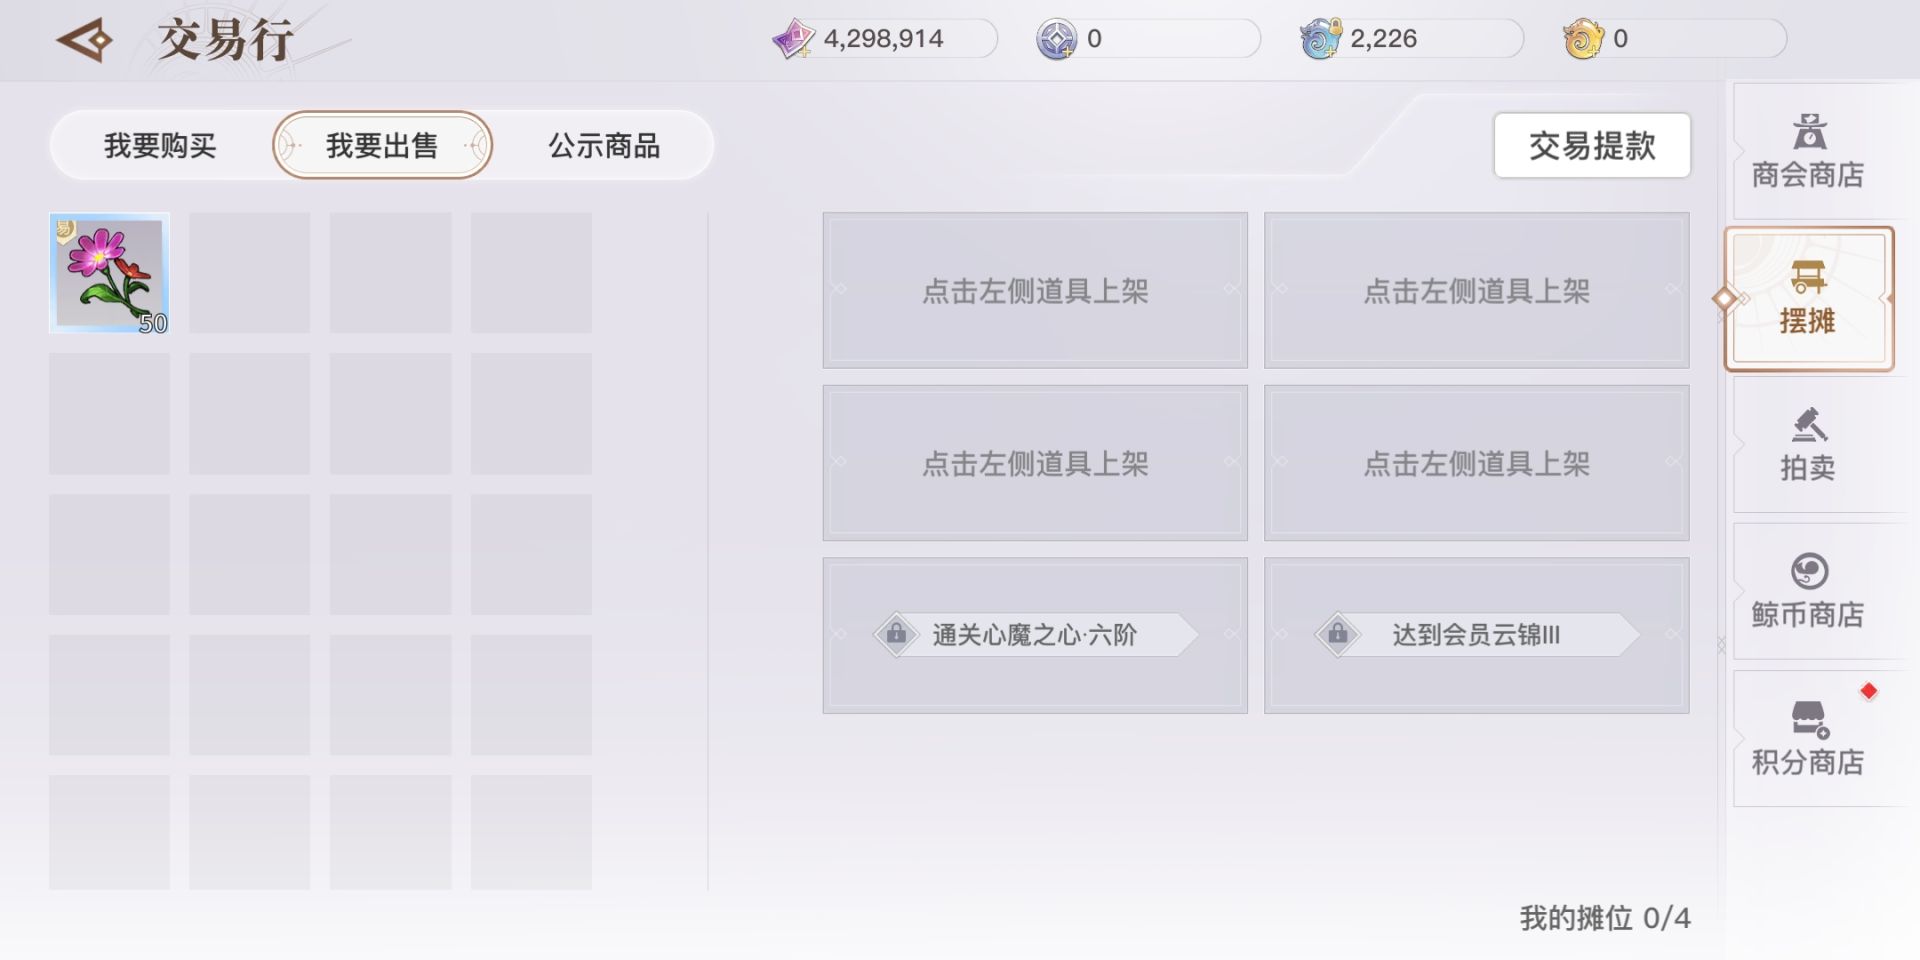 交易行
4,298,914
0
2,226
0
我要购买
我要出售
公示商品
交易提款
易
50
点击左侧道具上架
点击左侧道具上架
点击左侧道具上架
点击左侧道具上架
通关心魔之心·六阶
达到会员云锦III
商会商店
摆摊
拍卖
鲸币商店
积分商店
我的摊位 0/4